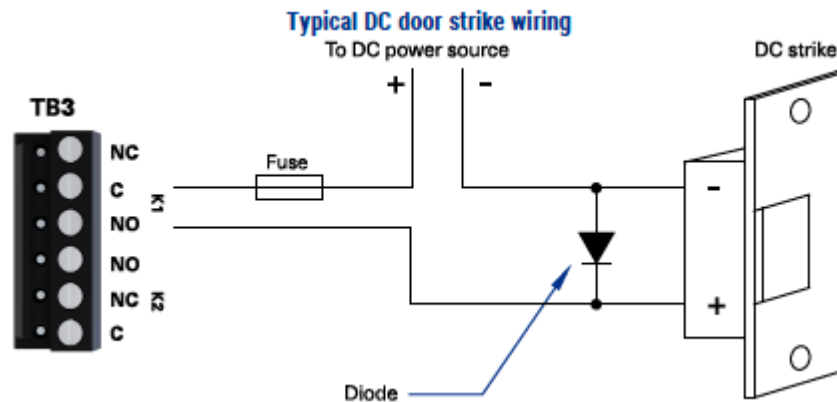 Typical DC door strike wiring
To DC power source
DC strike
+ -
TB3
NC
Fuse
C
K1
-
NO
NO
NC
K2
+
C
Diode